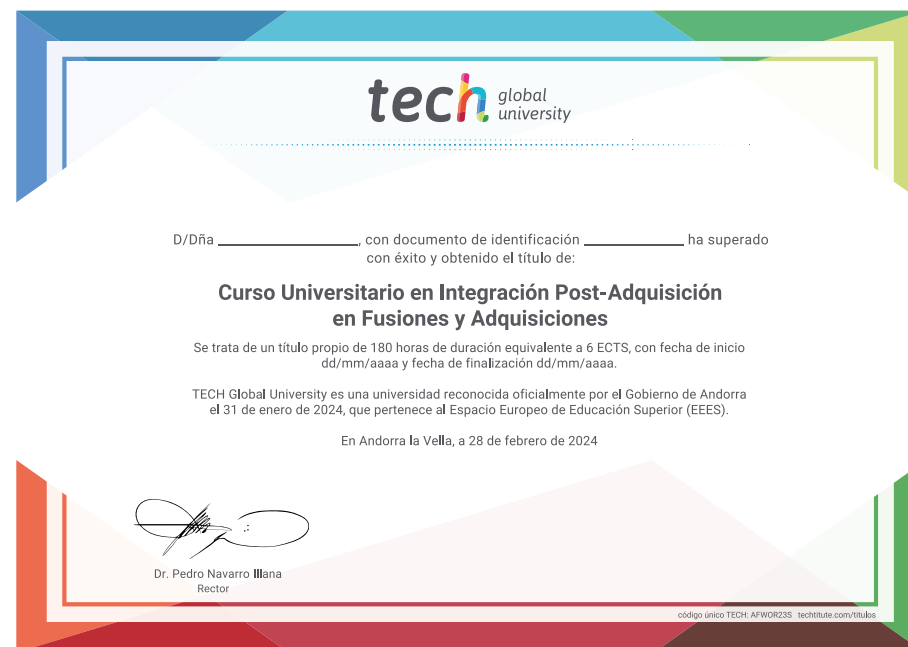 tech global
university
D/Dña ______________, con documento de identificación __________ ha superado
con éxito y obtenido el título de:
Curso Universitario en Integración Post-Adquisición
en Fusiones y Adquisiciones
Se trata de un título propio de 180 horas de duración equivalente a 6 ECTS, con fecha de inicio
dd/mm/aaaa y fecha de finalización dd/mm/aaaa.
TECH Global University es una universidad reconocida oficialmente por el Gobierno de Andorra
el 31 de enero de 2024, que pertenece al Espacio Europeo de Educación Superior (EEES).
En Andorra la Vella, a 28 de febrero de 2024
Dr. Pedro Navarro Illana
Rector
código único TECH: AFWOR23S techtitute.com/titulos